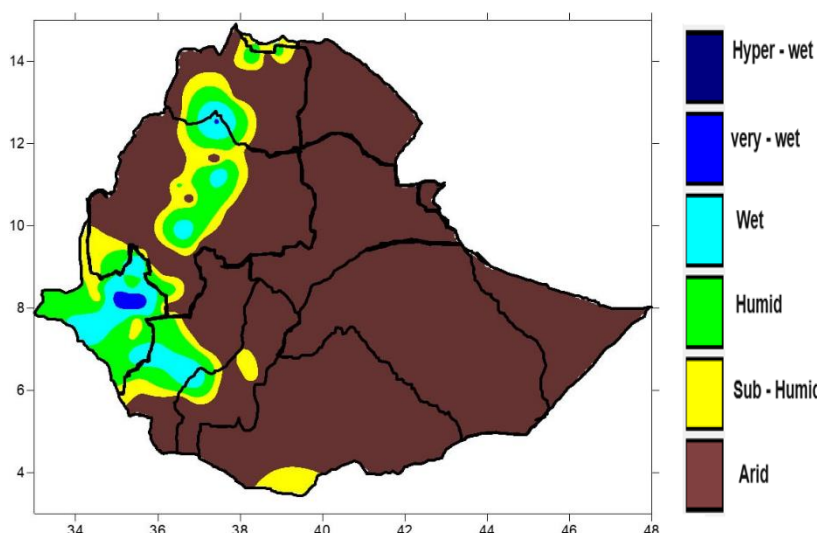 14
12
10
8
6
4
34 36 38 40 42 44 46 48
Hyper - wet
very - wet
Wet
Humid
Sub - Humid
Arid